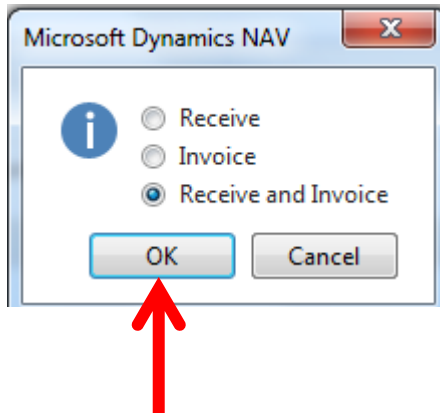 Microsoft Dynamics NAV
Receive
Invoice
Receive and Invoice
OK
Cancel